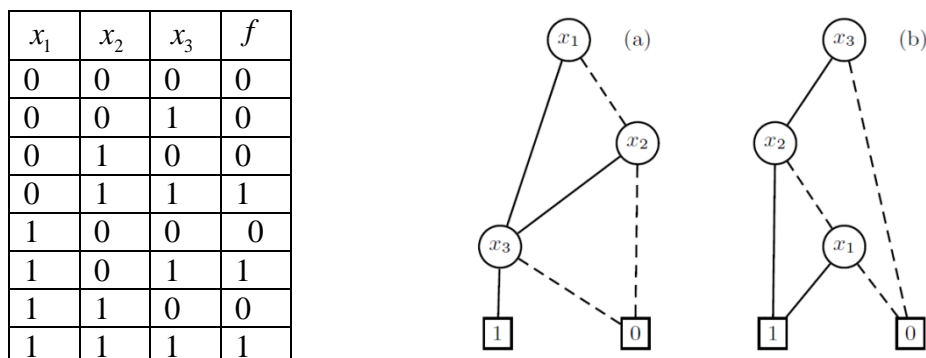 x₁ x₂ x₃ f
0 0 0 0
0 0 1 0
0 1 0 0
0 1 1 1
1 0 0 0
1 0 1 1
1 1 0 0
1 1 1 1
x₁ (a)
x₂
x₃
1 0
x₃ (b)
x₂
x₁
1 0